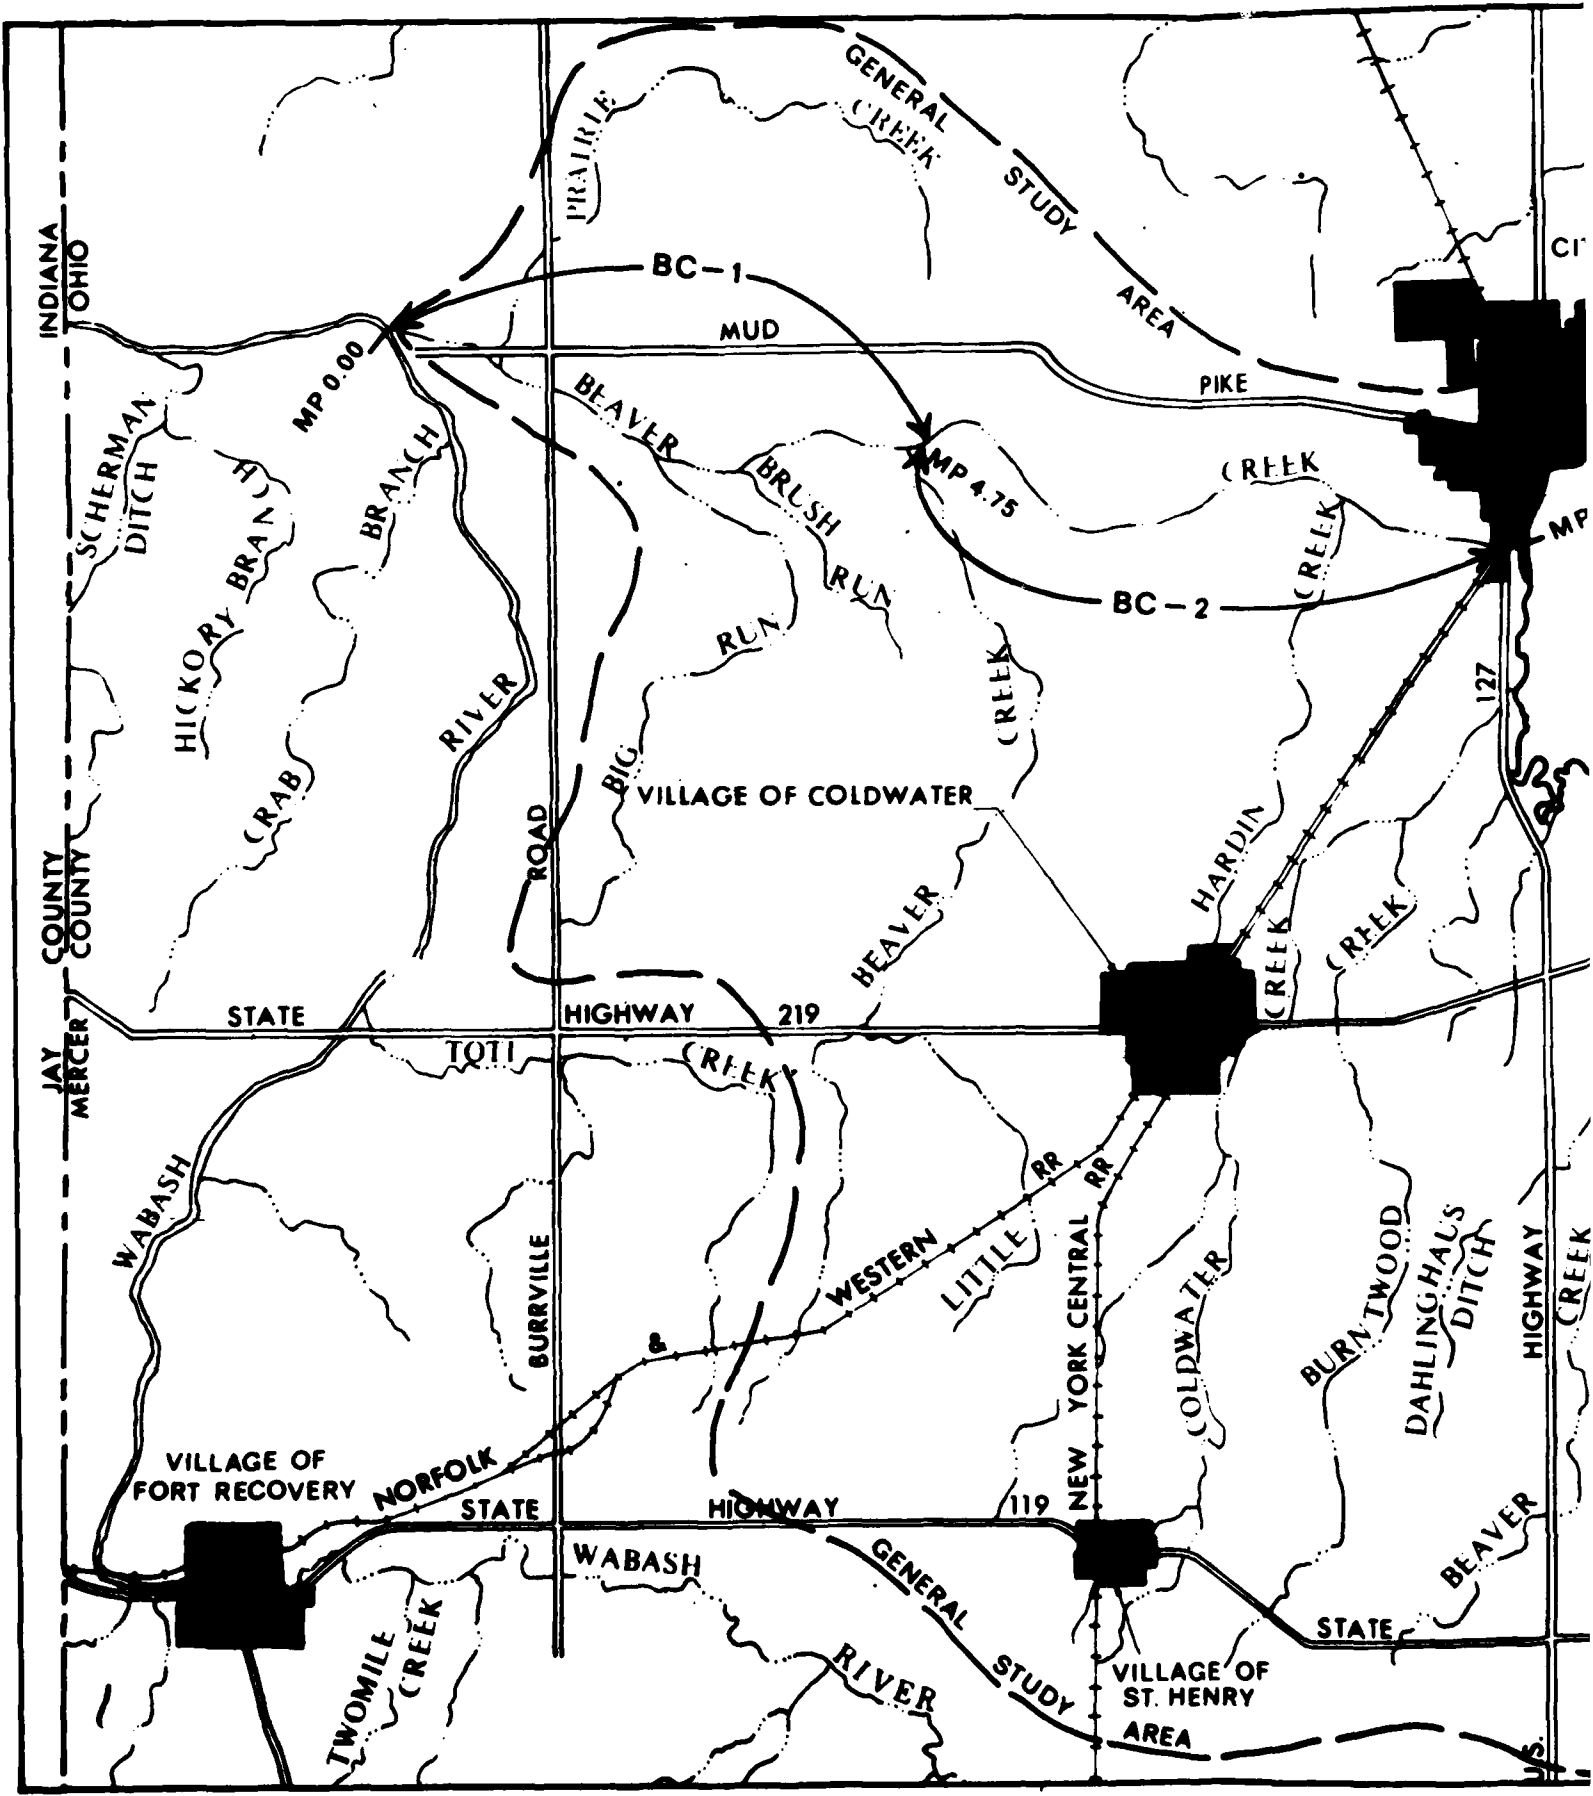 GENERAL
STUDY
AREA
PRAIRIE
CREEK
INDIANA
OHIO
BC-1
MUD
PIKE
MP 0.00
BEAVER
CREEK
MP 4.75
BRUSH
RUN
BC-2
SCHERMAN
DITCH
HICKORY BRANCH
CRAB
BRANCH
RIVER
BIG
RUN
CREEK
CREEK
127
VILLAGE OF COLDWATER
ROAD
BEAVER
HARDIN
CREEK
CREEK
JAY COUNTY
MERCER COUNTY
STATE
HIGHWAY
219
TOTI
CREEK
WABASH
BURRVILLE
RR
RR
NORFOLK
&
WESTERN
LITTLE
NEW YORK CENTRAL
COLDWATER
BURNTWOOD
DAHLINGHAUS
DITCH
HIGHWAY
CREEK
VILLAGE OF
FORT RECOVERY
STATE
HIGHWAY
119
WABASH
RIVER
TWOMILE
CREEK
GENERAL
STUDY
AREA
BEAVER
STATE
VILLAGE OF
ST. HENRY
U.S.
MP